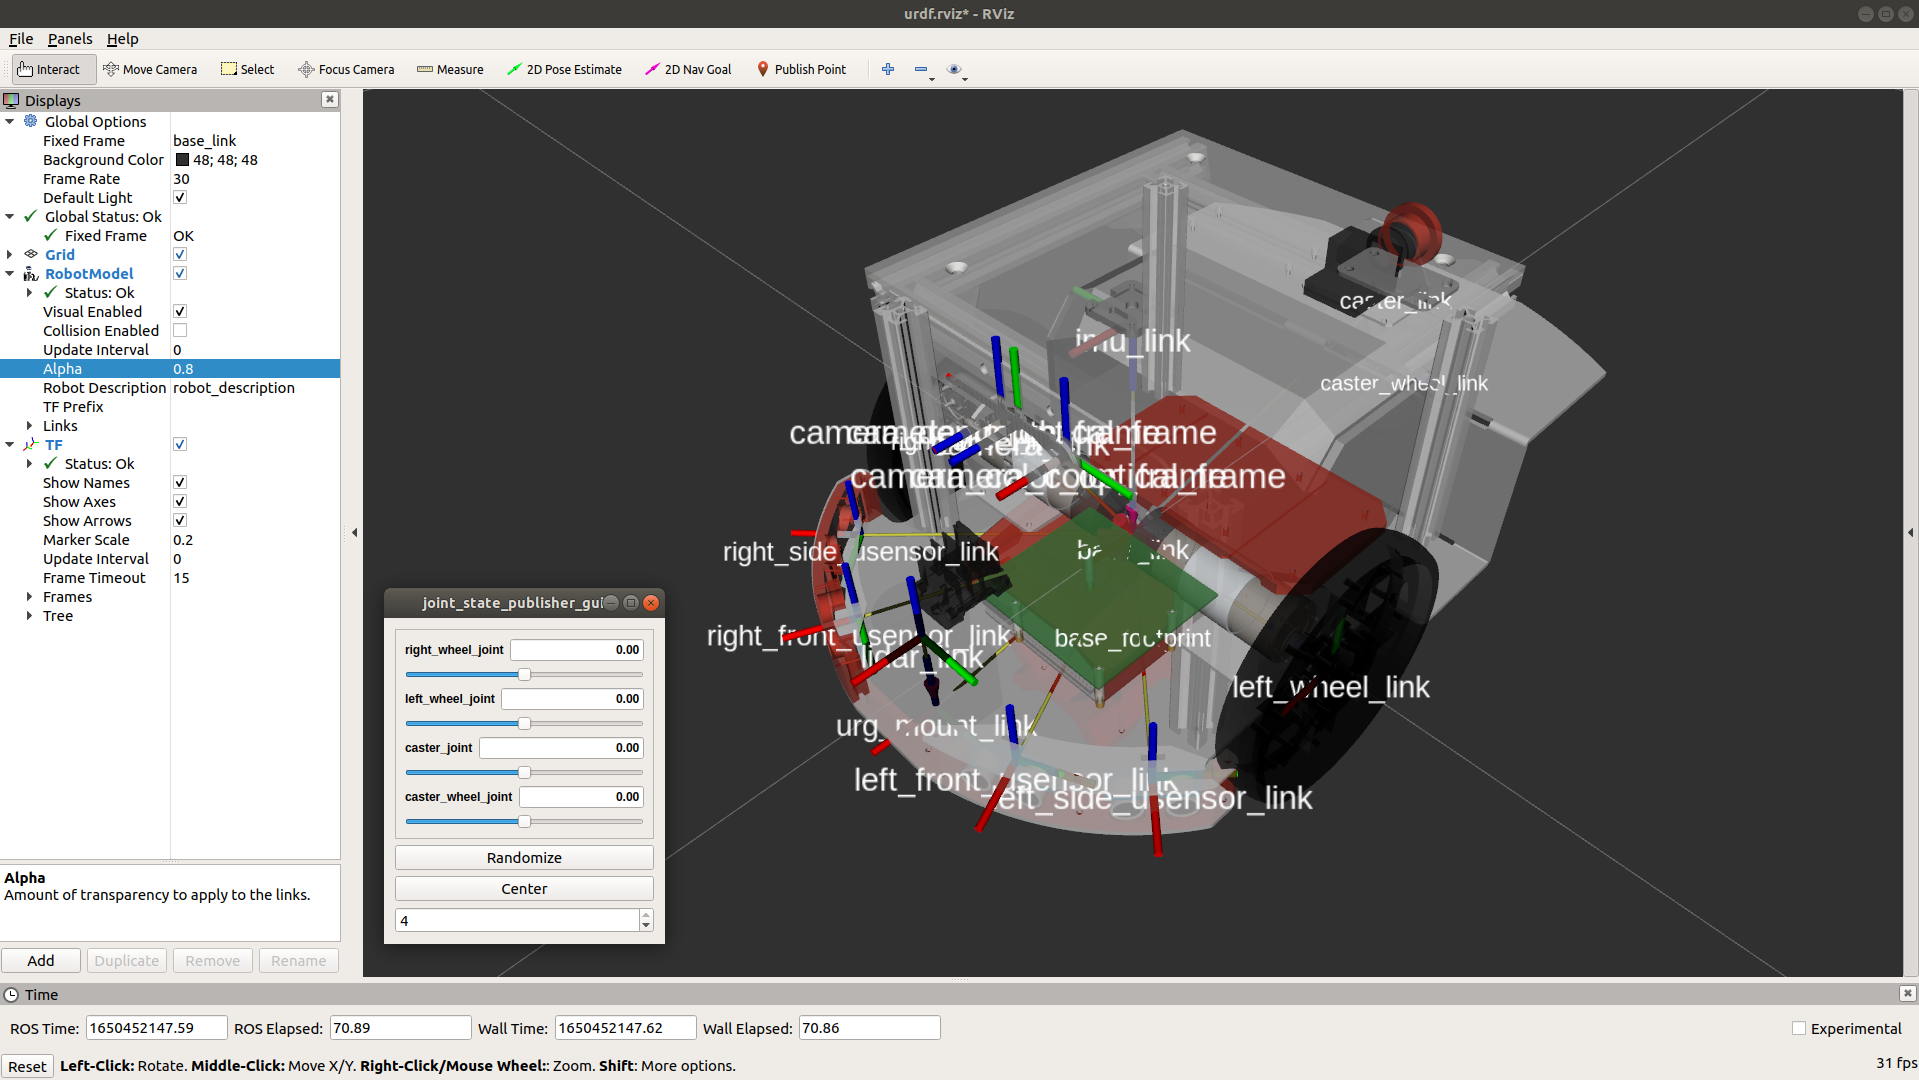 urdf.rviz* - RViz
File Panels Help
Interact Move Camera Select Focus Camera Measure 2D Pose Estimate 2D Nav Goal Publish Point
Displays
Global Options
Fixed Frame base_link
Background Color 48; 48; 48
Frame Rate 30
Default Light
Global Status: Ok
Fixed Frame OK
Grid
RobotModel
Status: Ok
Visual Enabled
Collision Enabled
Update Interval 0
Alpha 0.8
Robot Description robot_description
TF Prefix
Links
TF
Status: Ok
Show Names
Show Axes
Show Arrows
Marker Scale 0.2
Update Interval 0
Frame Timeout 15
Frames
Tree
Alpha
Amount of transparency to apply to the links.
Add Duplicate Remove Rename
joint_state_publisher_gui
right_wheel_joint 0.00
left_wheel_joint 0.00
caster_joint 0.00
caster_wheel_joint 0.00
Randomize
Center
4
caster_link
imu_link
caster_wheel_link
right_side_usensor_link
base_link
right_front_usensor_link
base_footprint
lidar_link
left_wheel_link
urg_mount_link
left_front_usensor_link
left_side_usensor_link
Time
ROS Time: 1650452147.59 ROS Elapsed: 70.89 Wall Time: 1650452147.62 Wall Elapsed: 70.86 Experimental
Reset Left-Click: Rotate. Middle-Click: Move X/Y. Right-Click/Mouse Wheel:: Zoom. Shift: More options. 31 fps